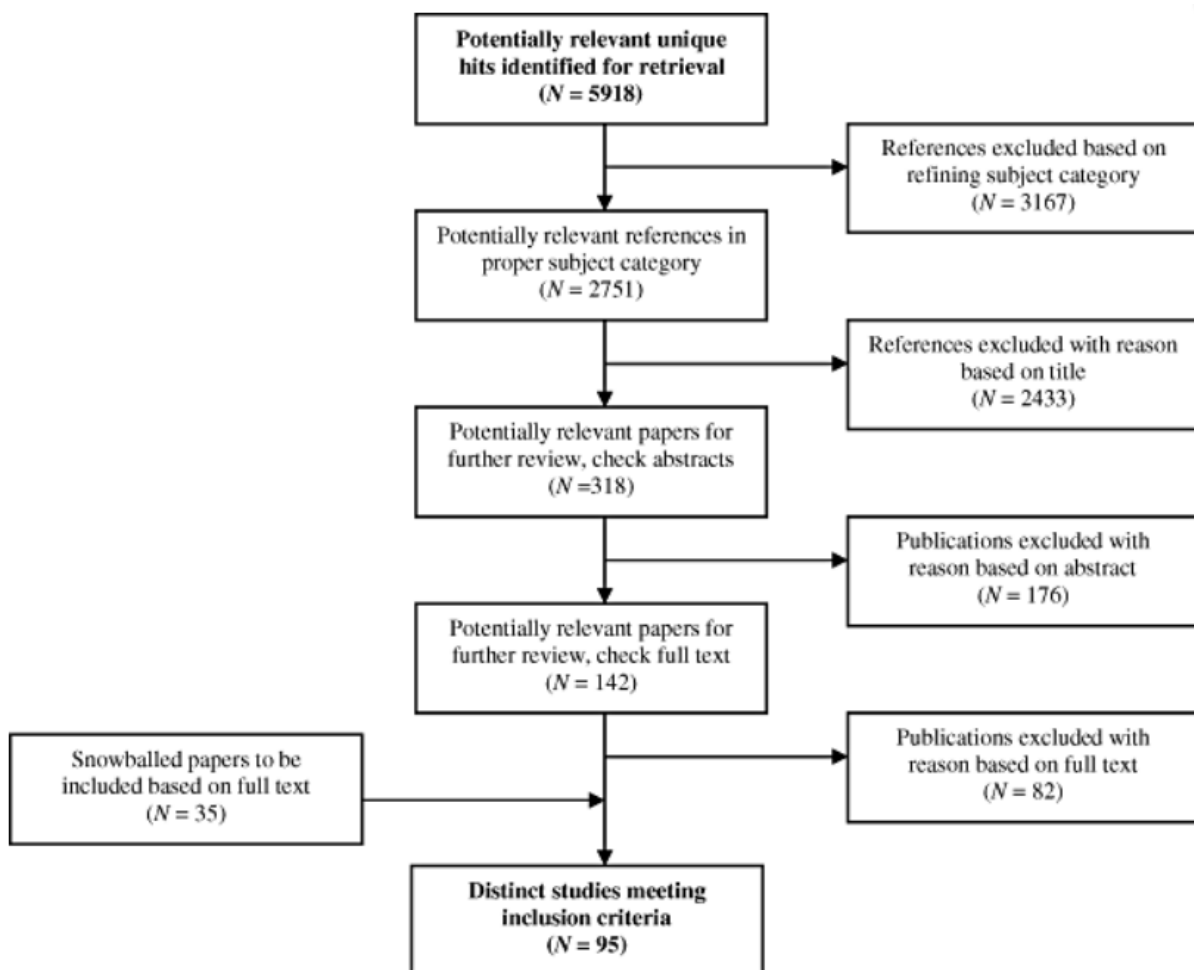 Potentially relevant unique
hits identified for retrieval
(N = 5918)
References excluded based on
refining subject category
(N = 3167)
Potentially relevant references in
proper subject category
(N = 2751)
References excluded with reason
based on title
(N = 2433)
Potentially relevant papers for
further review, check abstracts
(N =318)
Publications excluded with
reason based on abstract
(N = 176)
Potentially relevant papers for
further review, check full text
(N = 142)
Publications excluded with
reason based on full text
(N = 82)
Snowballed papers to be
included based on full text
(N = 35)
Distinct studies meeting
inclusion criteria
(N = 95)